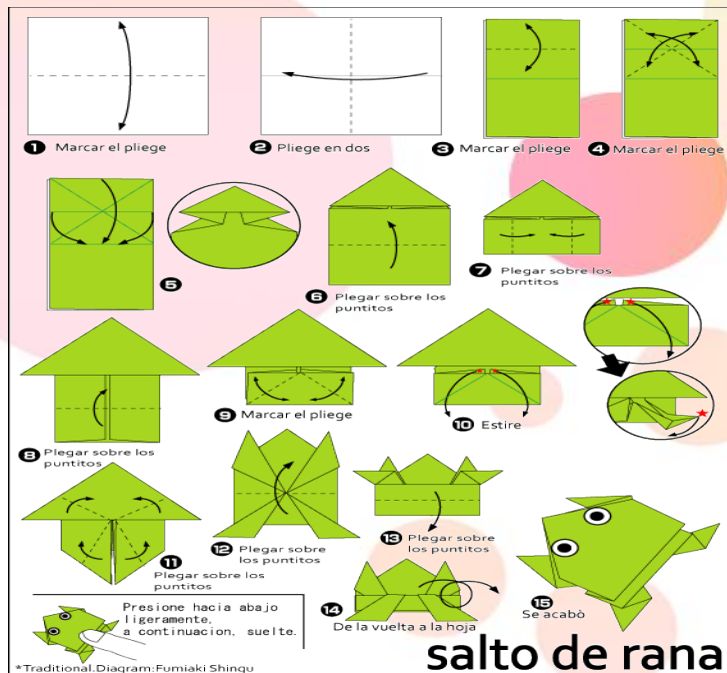 1 Marcar el pliege
2 Pliege en dos
3 Marcar el pliege
4 Marcar el pliege
5
6 Plegar sobre los
puntitos
7 Plegar sobre los
puntitos
8 Plegar sobre los
puntitos
9 Marcar el pliege
10 Estire
11 Plegar sobre los
puntitos
12 Plegar sobre
los puntitos
13 Plegar sobre
los puntitos
14 De la vuelta a la hoja
15 Se acabò
Presione hacia abajo
ligeramente,
a continuacion, suelte.
*Traditional.Diagram:Fumiaki Shingu
salto de rana